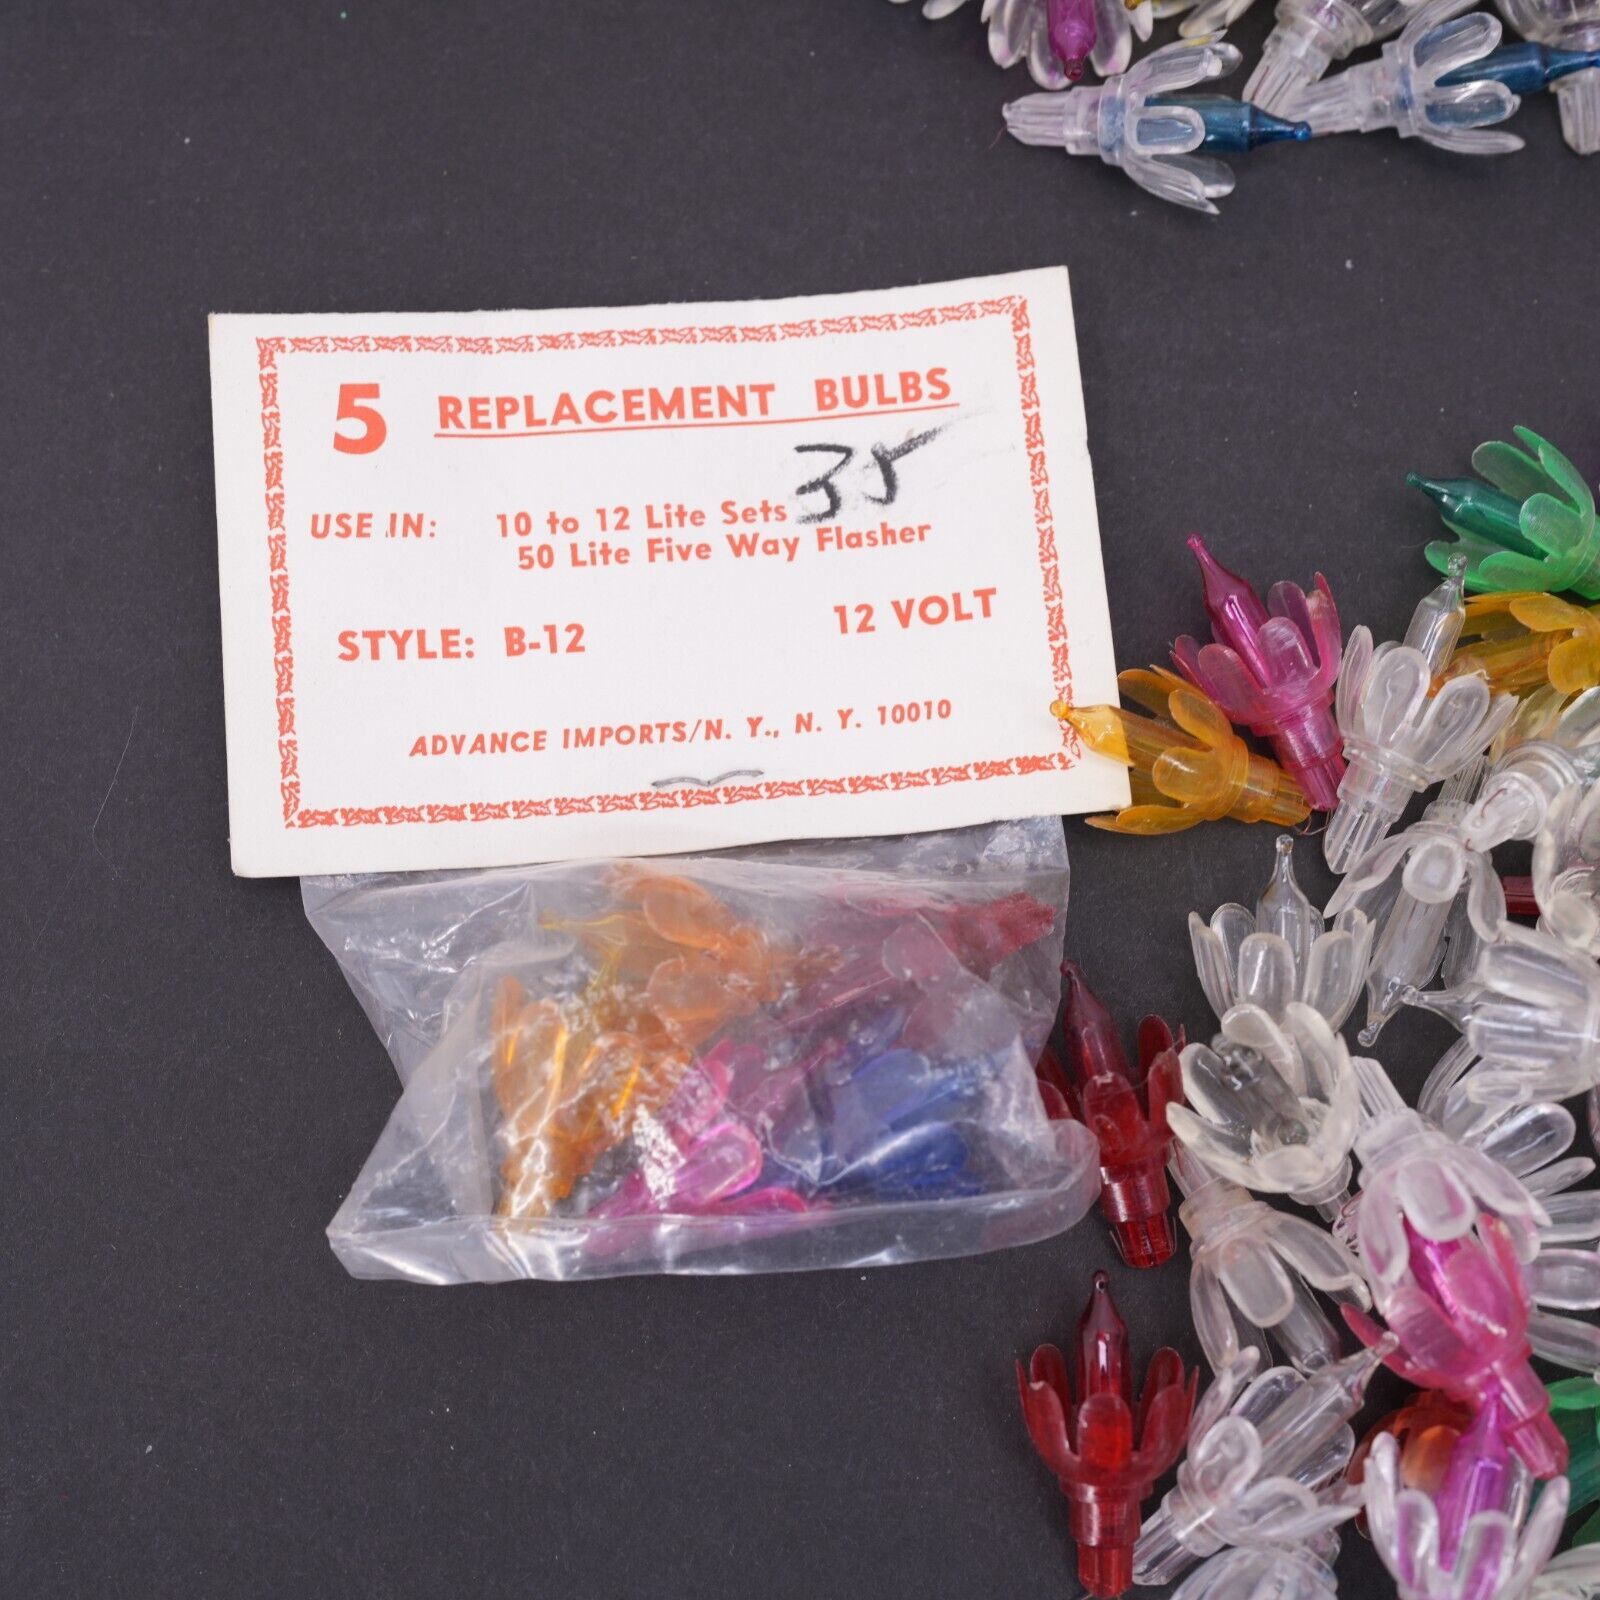 5 REPLACEMENT BULBS
35
USE IN: 10 to 12 Lite Sets
50 Lite Five Way Flasher
STYLE: B-12 12 VOLT
ADVANCE IMPORTS/N. Y., N. Y. 10010